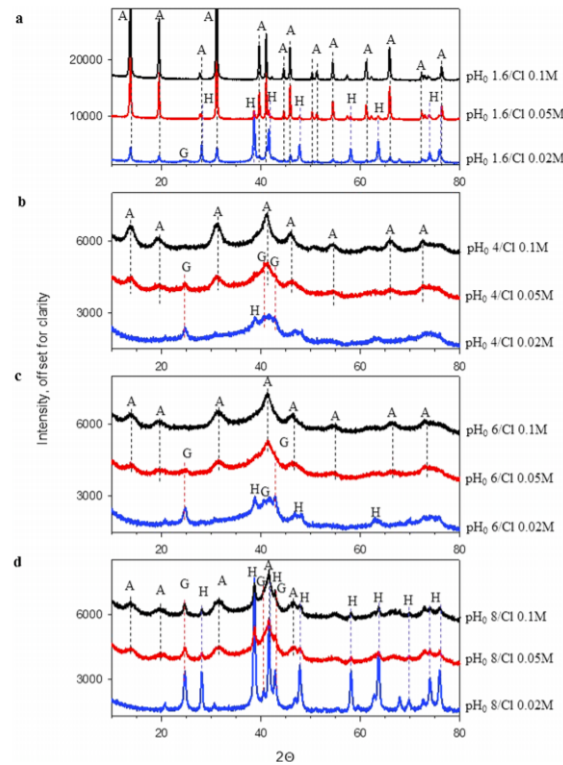 a
A A H A H A A H A A H A A H A A H A H A
20000
10000
G
pH₀ 1.6/Cl 0.1M
pH₀ 1.6/Cl 0.05M
pH₀ 1.6/Cl 0.02M
0 20 40 60 80
b
A A A A A A A A
6000
3000
G G G
H
pH₀ 4/Cl 0.1M
pH₀ 4/Cl 0.05M
pH₀ 4/Cl 0.02M
20 40 60 80
Intensity, offset for clarity
c
A A A A A A A A
6000
3000
G G
H G H H
pH₀ 6/Cl 0.1M
pH₀ 6/Cl 0.05M
pH₀ 6/Cl 0.02M
20 40 60 80
d
A A G H A H G A H G A H H H H H H
6000
3000
pH₀ 8/Cl 0.1M
pH₀ 8/Cl 0.05M
pH₀ 8/Cl 0.02M
20 40 60 80
2Θ